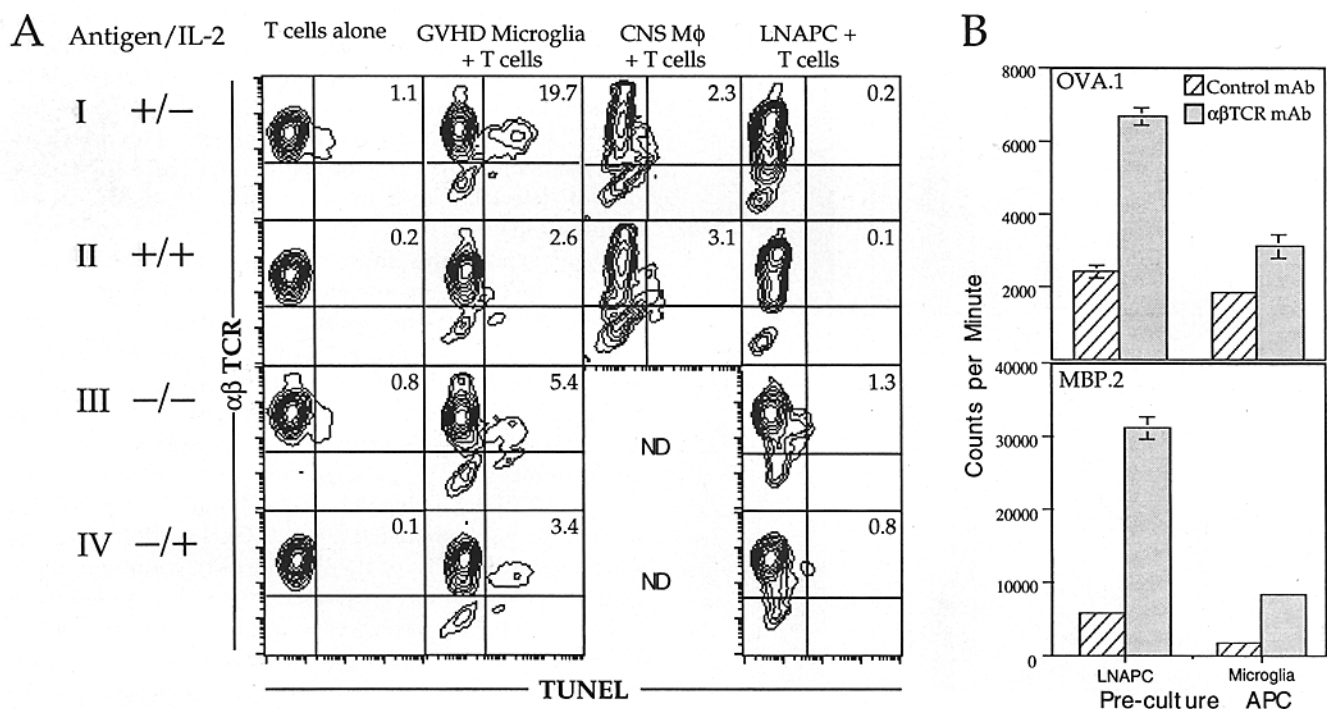 A
Antigen/IL-2
T cells alone
GVHD Microglia
+ T cells
CNS Mϕ
+ T cells
LNAPC +
T cells
I +/−
1.1
19.7
2.3
0.2
II +/+
0.2
2.6
3.1
0.1
III −/−
0.8
5.4
ND
1.3
IV −/+
0.1
3.4
ND
0.8
αβ TCR
TUNEL
B
OVA.1
Control mAb
αβTCR mAb
8000
6000
4000
2000
MBP.2
40000
30000
20000
10000
0
Counts per Minute
LNAPC
Microglia
Pre-culture APC